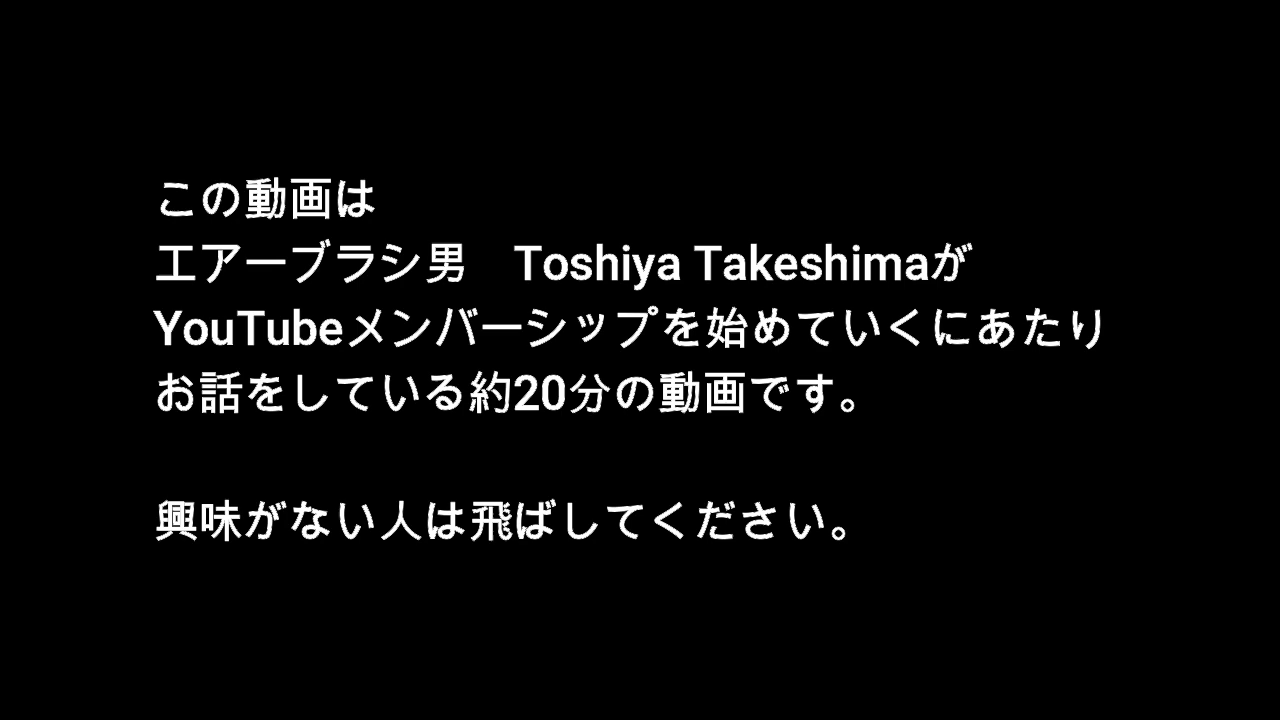 この動画は
エアーブラシ男　Toshiya Takeshimaが
YouTubeメンバーシップを始めていくにあたり
お話をしている約20分の動画です。
興味がない人は飛ばしてください。